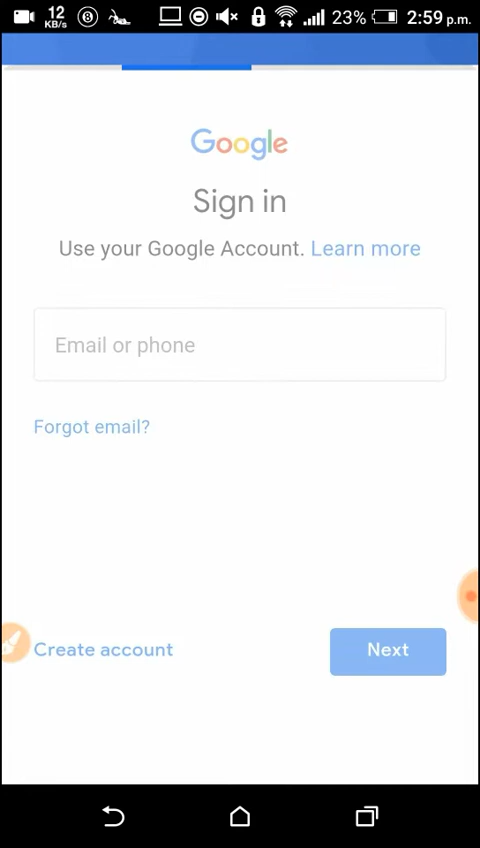 12
KB/s
8
23%
2:59 p.m.
Google
Sign in
Use your Google Account. Learn more
Email or phone
Forgot email?
Create account
Next